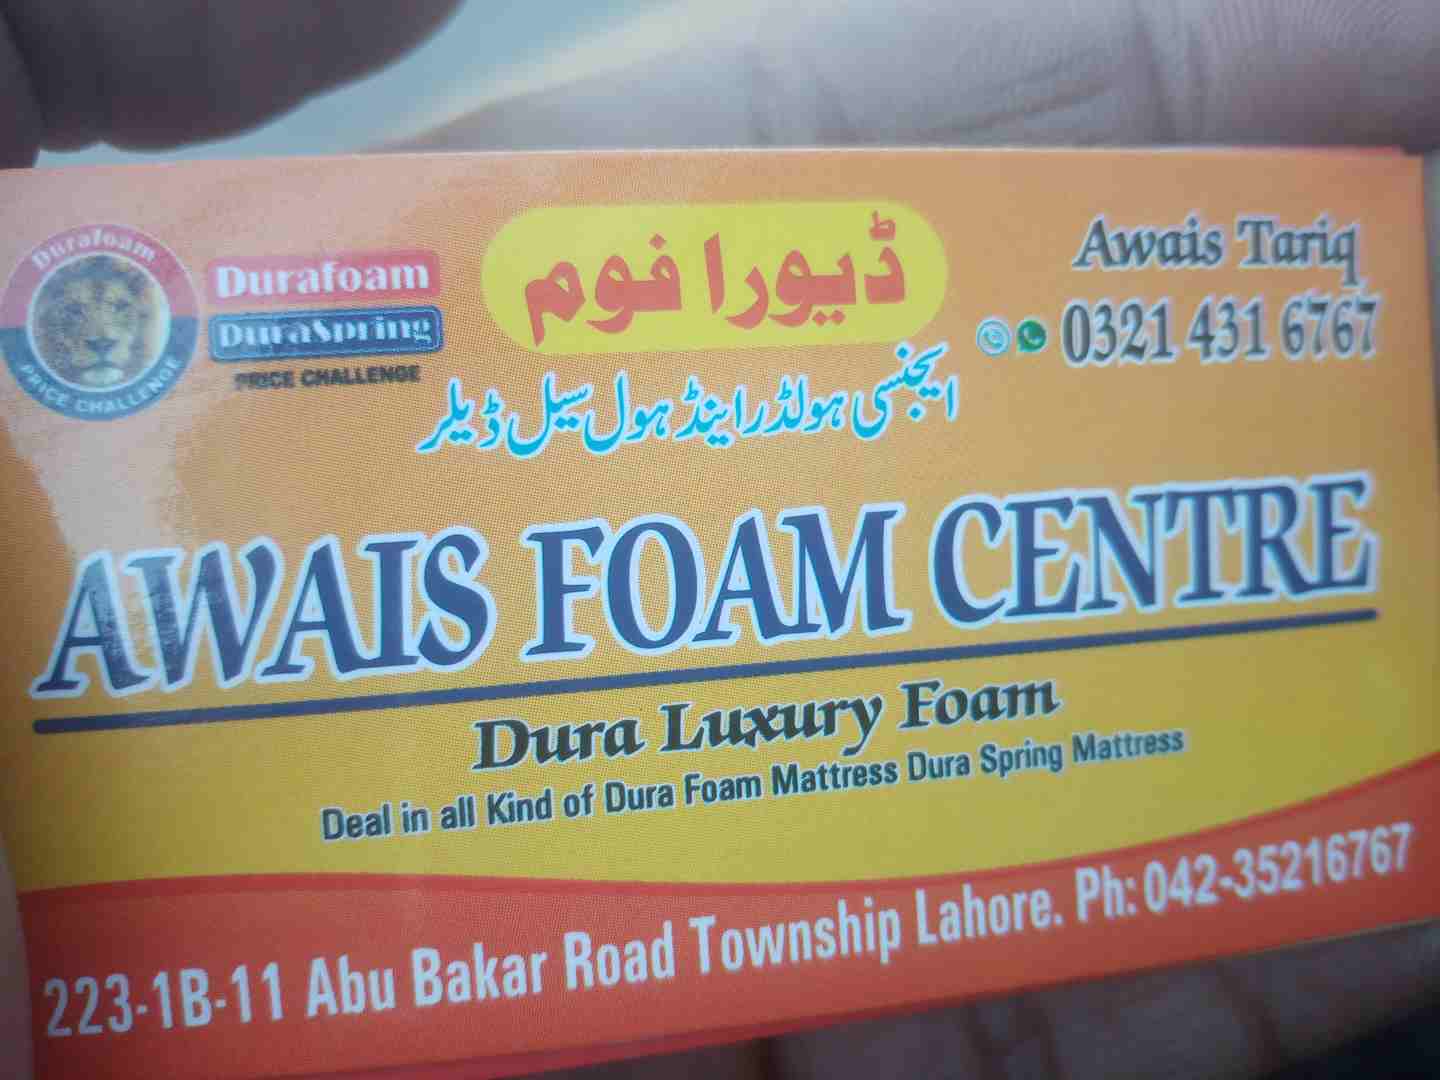 Durafoam
PRICE CHALLENGE
Durafoam
DuraSpring
PRICE CHALLENGE
ڈیورا فوم
ایجنسی ہولڈر اینڈ ہول سیل ڈیلر
Awais Tariq
0321 431 6767
AWAIS FOAM CENTRE
Dura Luxury Foam
Deal in all Kind of Dura Foam Mattress Dura Spring Mattress
223-1B-11 Abu Bakar Road Township Lahore. Ph: 042-35216767